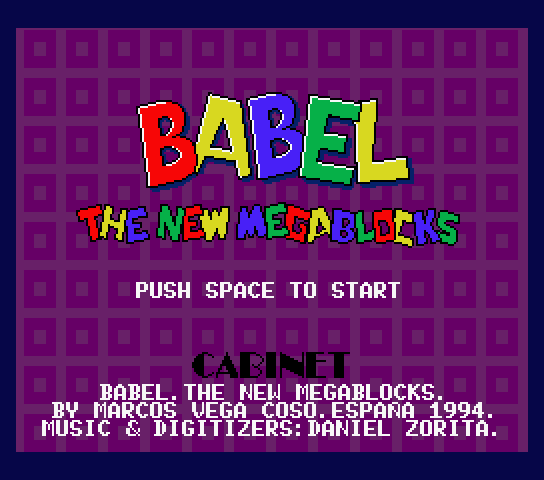 BABEL
THE NEW MEGABLOCKS
PUSH SPACE TO START
CABINET
BABEL.THE NEW MEGABLOCKS.
BY MARCOS VEGA COSO.ESPAÑA 1994.
MUSIC & DIGITIZERS:DANIEL ZORITA.